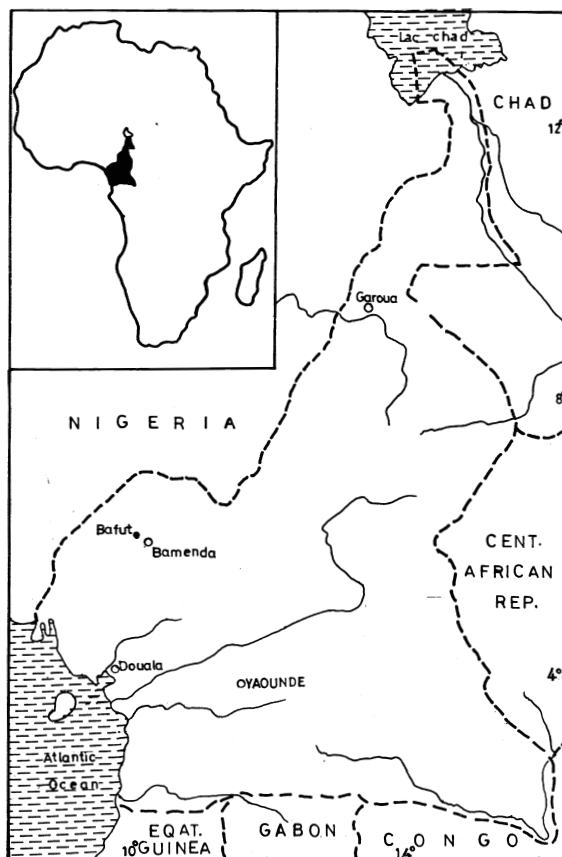 Lac chad
CHAD
12°
Garoua
8°
NIGERIA
Bafut
Bamenda
CENT.
AFRICAN
REP.
Douala
YAOUNDE
4°
Atlantic
Ocean
EQAT.
GUINEA
10°
GABON
CONGO
14°